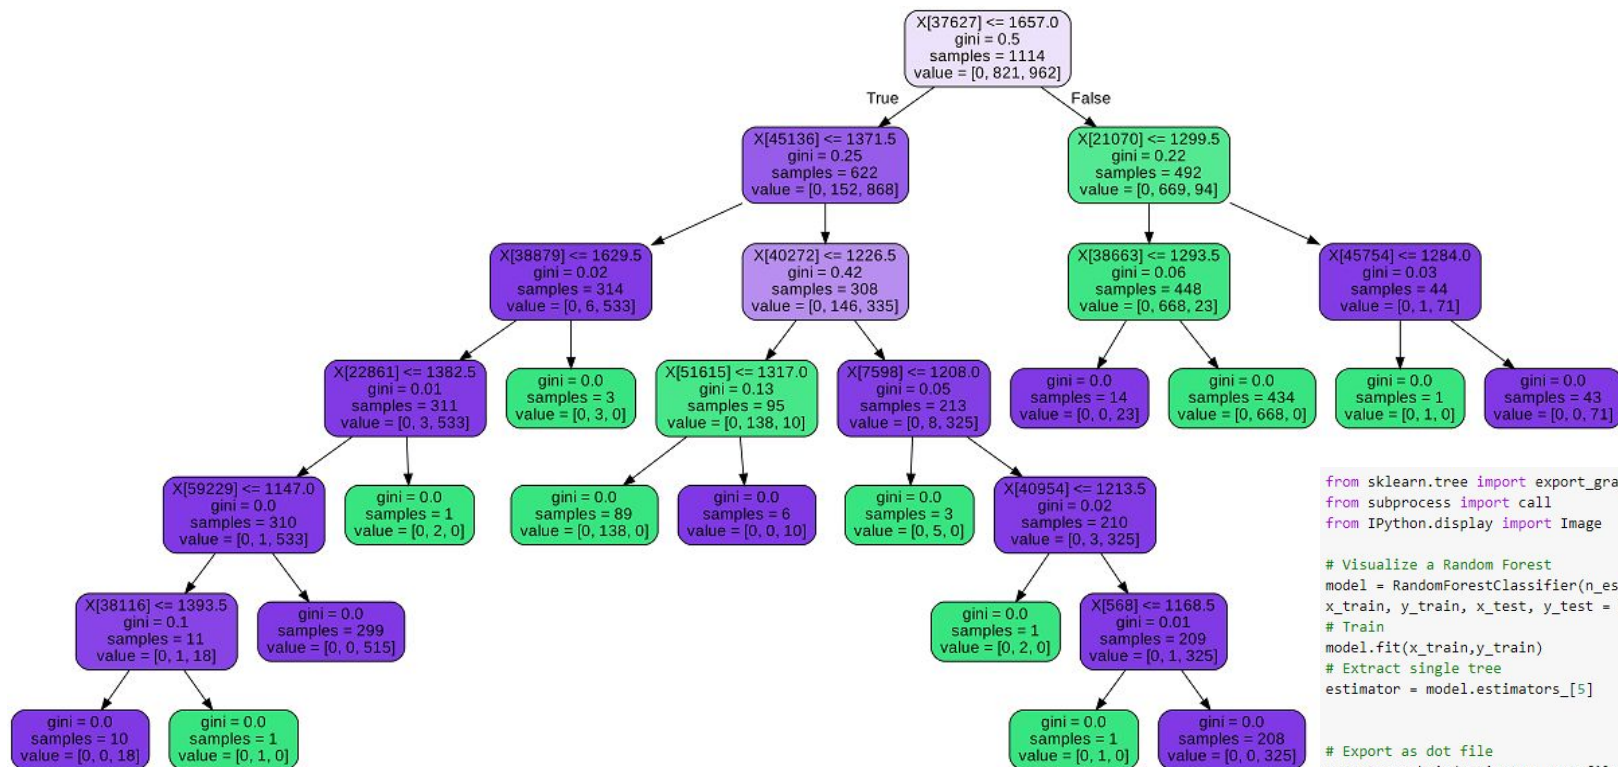 X[37627] <= 1657.0
gini = 0.5
samples = 1114
value = [0, 821, 962]
True
False
X[45136] <= 1371.5
gini = 0.25
samples = 622
value = [0, 152, 868]
X[21070] <= 1299.5
gini = 0.22
samples = 492
value = [0, 669, 94]
X[38879] <= 1629.5
gini = 0.02
samples = 314
value = [0, 6, 533]
X[40272] <= 1226.5
gini = 0.42
samples = 308
value = [0, 146, 335]
X[38663] <= 1293.5
gini = 0.06
samples = 448
value = [0, 668, 23]
X[45754] <= 1284.0
gini = 0.03
samples = 44
value = [0, 1, 71]
X[22861] <= 1382.5
gini = 0.01
samples = 311
value = [0, 3, 533]
gini = 0.0
samples = 3
value = [0, 3, 0]
X[51615] <= 1317.0
gini = 0.13
samples = 95
value = [0, 138, 10]
X[7598] <= 1208.0
gini = 0.05
samples = 213
value = [0, 8, 325]
gini = 0.0
samples = 14
value = [0, 0, 23]
gini = 0.0
samples = 434
value = [0, 668, 0]
gini = 0.0
samples = 1
value = [0, 1, 0]
gini = 0.0
samples = 43
value = [0, 0, 71]
X[59229] <= 1147.0
gini = 0.0
samples = 310
value = [0, 1, 533]
gini = 0.0
samples = 1
value = [0, 2, 0]
gini = 0.0
samples = 89
value = [0, 138, 0]
gini = 0.0
samples = 6
value = [0, 0, 10]
gini = 0.0
samples = 3
value = [0, 5, 0]
X[40954] <= 1213.5
gini = 0.02
samples = 210
value = [0, 3, 325]
X[38116] <= 1393.5
gini = 0.1
samples = 11
value = [0, 1, 18]
gini = 0.0
samples = 299
value = [0, 0, 515]
gini = 0.0
samples = 1
value = [0, 2, 0]
X[568] <= 1168.5
gini = 0.01
samples = 209
value = [0, 1, 325]
gini = 0.0
samples = 10
value = [0, 0, 18]
gini = 0.0
samples = 1
value = [0, 1, 0]
gini = 0.0
samples = 1
value = [0, 1, 0]
gini = 0.0
samples = 208
value = [0, 0, 325]
from sklearn.tree import export_gra
from subprocess import call
from IPython.display import Image
# Visualize a Random Forest
model = RandomForestClassifier(n_es
x_train, y_train, x_test, y_test =
# Train
model.fit(x_train,y_train)
# Extract single tree
estimator = model.estimators_[5]
# Export as dot file